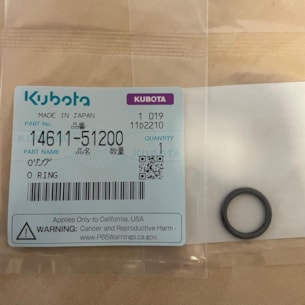 Kubota KUBOTA
MADE IN JAPAN 1 019
PART No. 品番 11D2210
14611-51200 QUANTITY
PART NAME 品名 数量 1
Oリング
O RING
Applies Only to California, USA
WARNING: Cancer and Reproductive Harm -
www.P65Warnings.ca.gov.